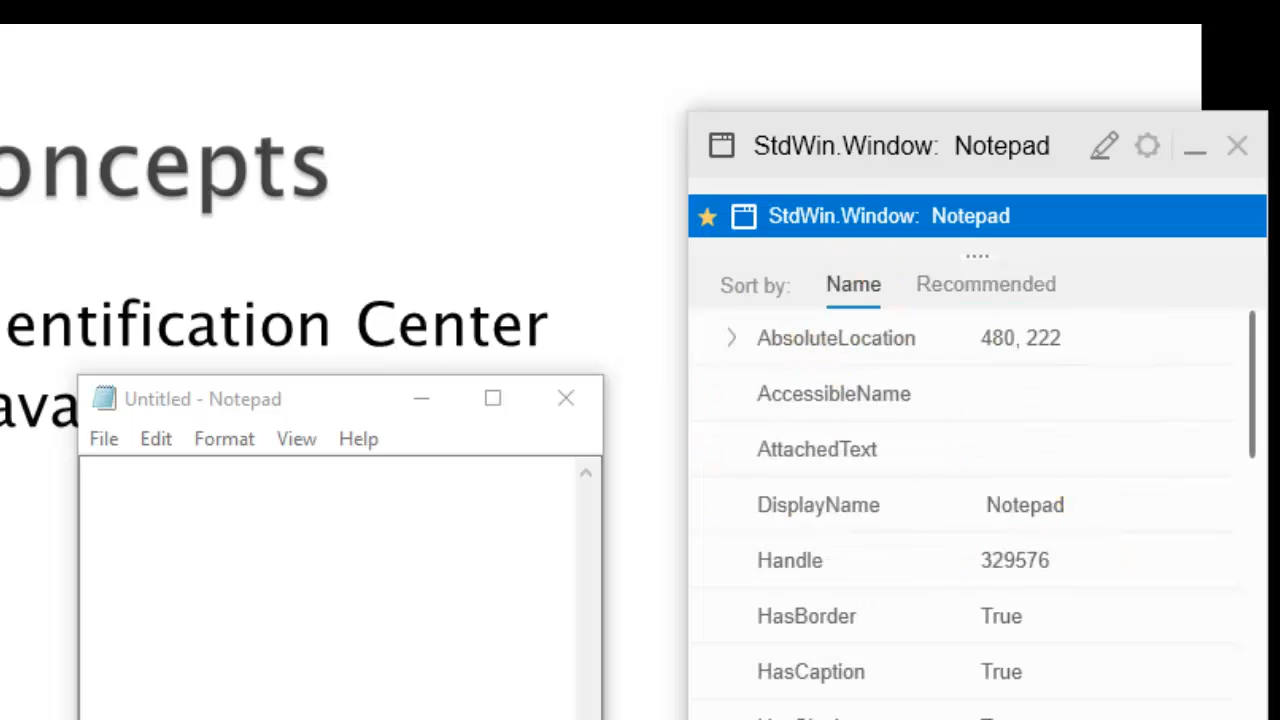 oncepts
entification Center
ava
Untitled - Notepad
File Edit Format View Help
StdWin.Window: Notepad
StdWin.Window: Notepad
Sort by: Name Recommended
AbsoluteLocation 480, 222
AccessibleName
AttachedText
DisplayName Notepad
Handle 329576
HasBorder True
HasCaption True